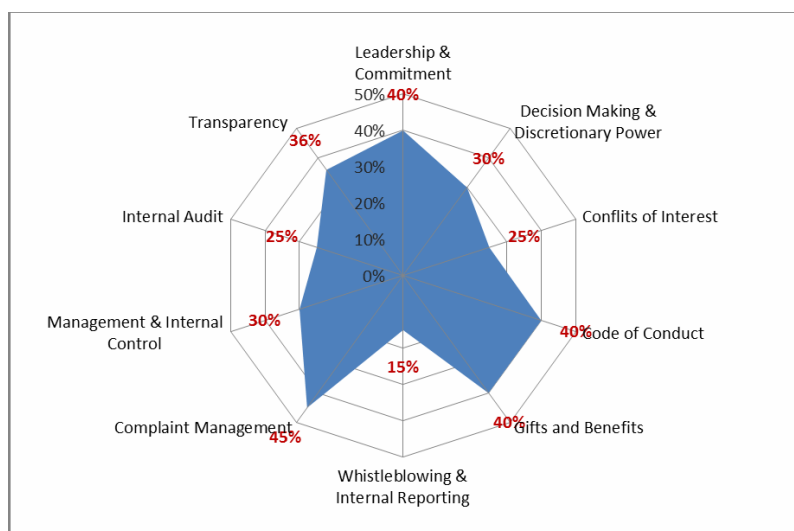 Leadership &
Commitment
50%
40%
Decision Making &
Discretionary Power
Transparency
36%
40%
30%
30%
Internal Audit
25%
20%
25%
Conflits of Interest
10%
0%
Management & Internal
Control
30%
40%
Code of Conduct
15%
Complaint Management
45%
40%
Gifts and Benefits
Whistleblowing &
Internal Reporting